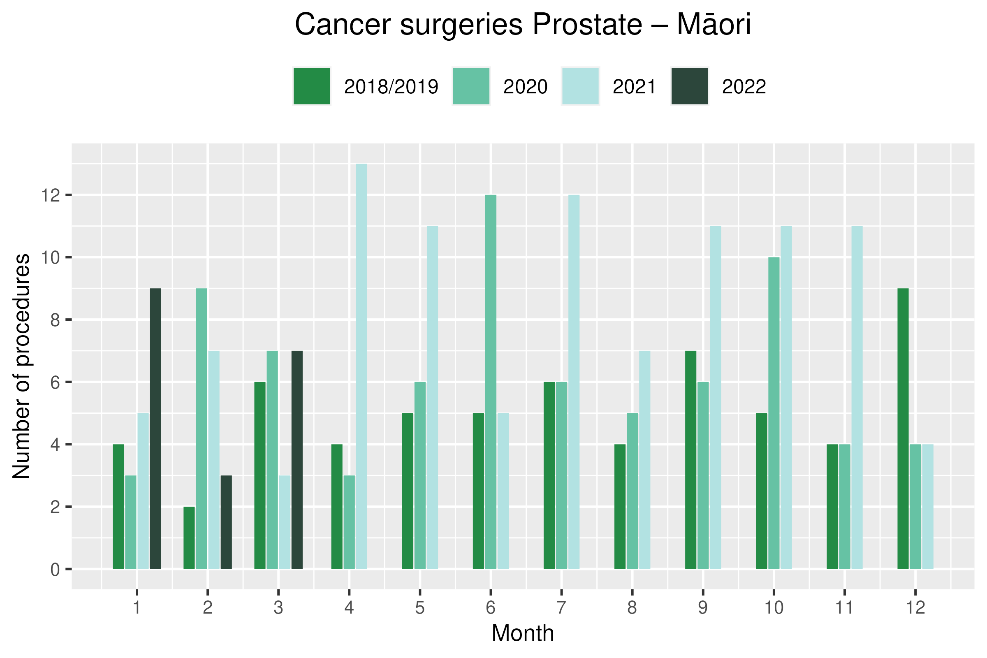 Cancer surgeries Prostate – Māori
2018/2019 2020 2021 2022
Number of procedures
12
10
8
6
4
2
0
1 2 3 4 5 6 7 8 9 10 11 12
Month